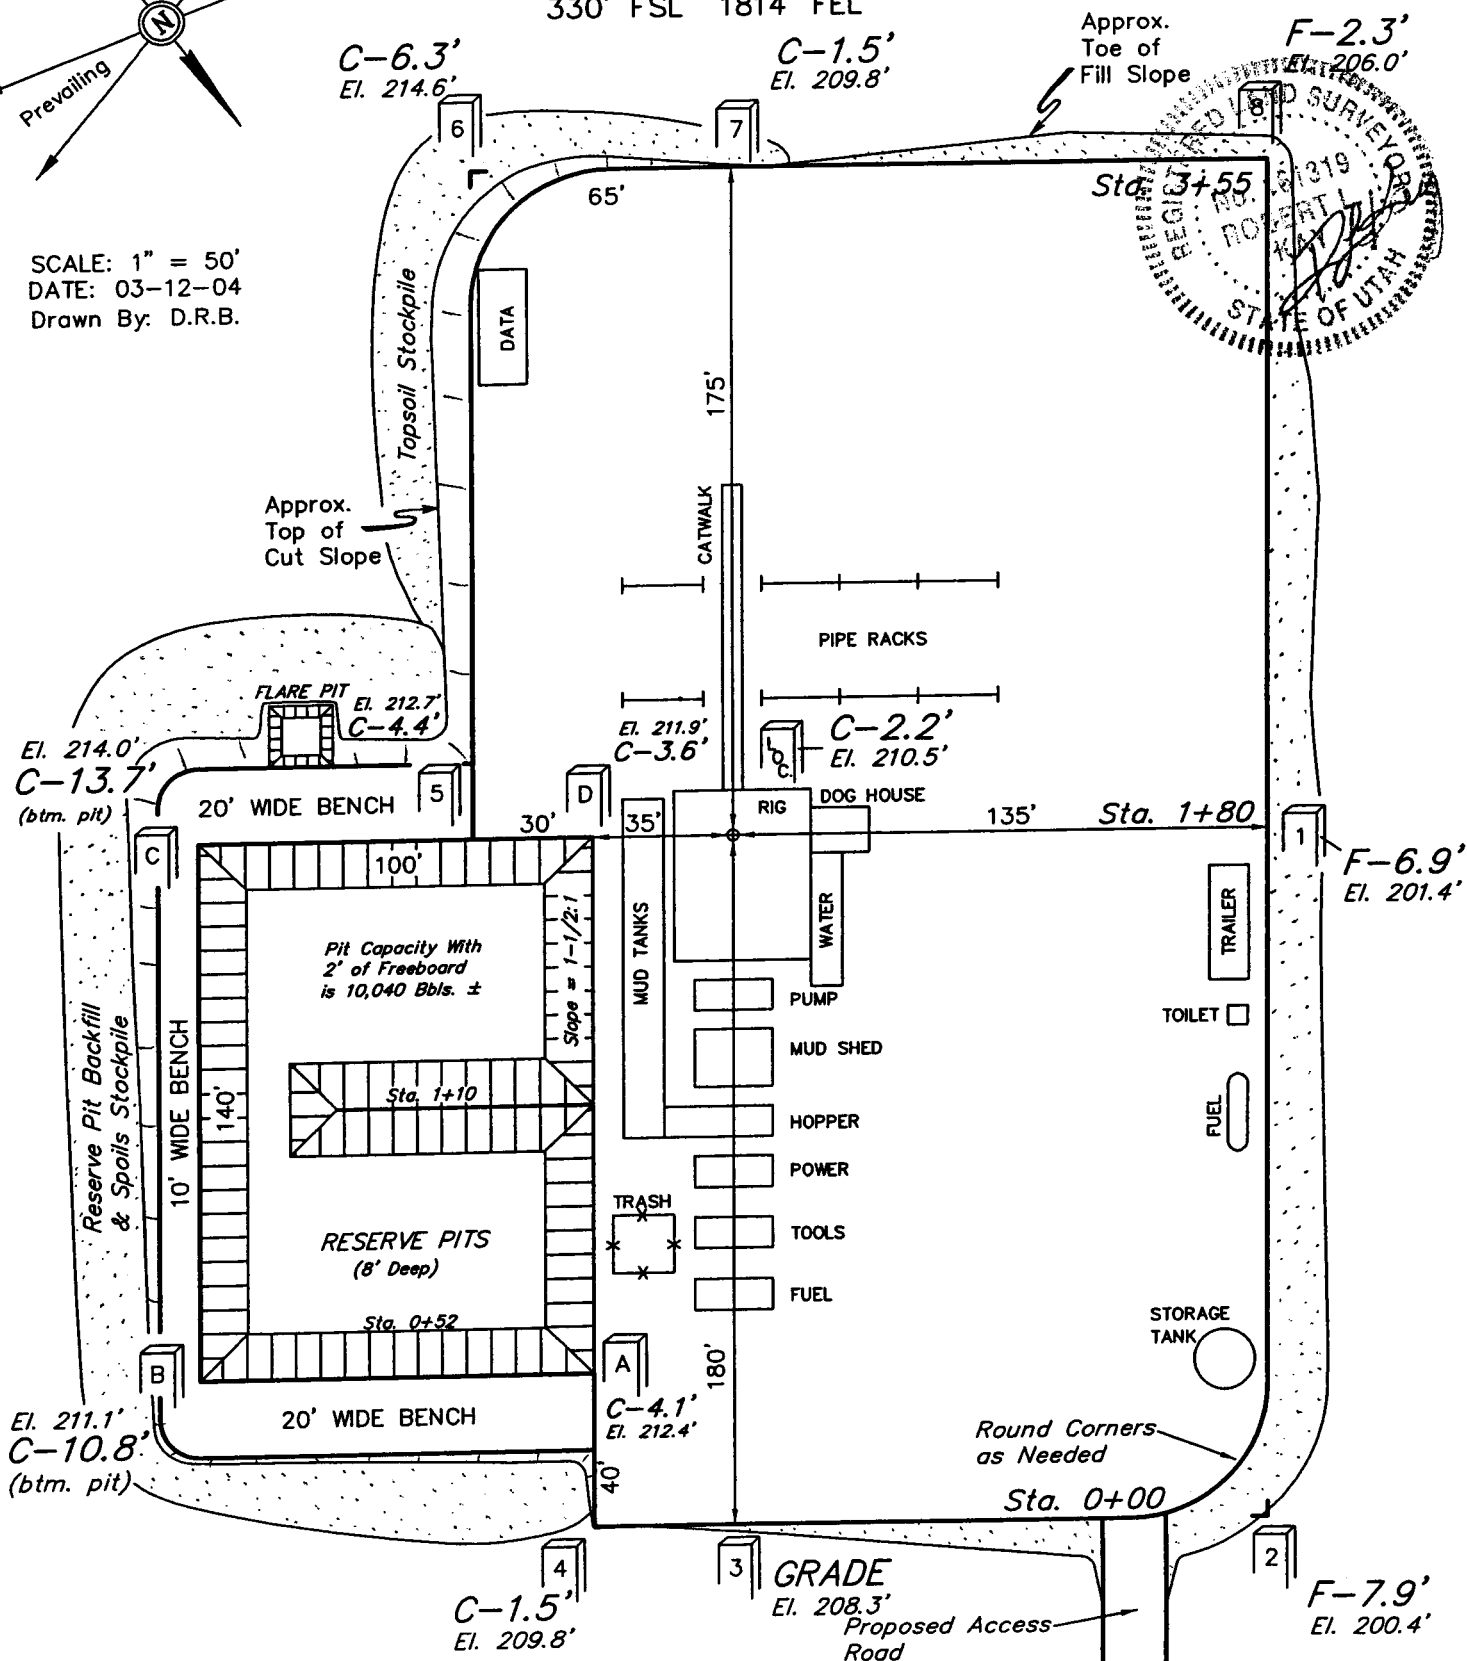 330' FSL 1814' FEL
N
Prevailing
C-6.3'
El. 214.6'
C-1.5'
El. 209.8'
Approx.
Toe of
Fill Slope
F-2.3'
El. 206.0'
6
7
8
REGISTERED LAND SURVEYOR
NO. 161319
ROBERT L.
KAY
STATE OF UTAH
Sta. 3+55
65'
SCALE: 1" = 50'
DATE: 03-12-04
Drawn By: D.R.B.
Topsoil Stockpile
DATA
175'
Approx.
Top of
Cut Slope
CATWALK
PIPE RACKS
FLARE PIT
El. 212.7'
C-4.4'
El. 211.9'
C-3.6'
LOC.
C-2.2'
El. 210.5'
El. 214.0'
C-13.7'
(btm. pit)
20' WIDE BENCH
5
D
RIG
DOG HOUSE
30'
35'
135'
Sta. 1+80
1
F-6.9'
El. 201.4'
C
100'
Pit Capacity With
2' of Freeboard
is 10,040 Bbls. ±
Slope = 1-1/2:1
MUD TANKS
WATER
TRAILER
PUMP
TOILET
MUD SHED
Reserve Pit Backfill
& Spoils Stockpile
10' WIDE BENCH
140'
Sta. 1+10
HOPPER
FUEL
POWER
TRASH
TOOLS
RESERVE PITS
(8' Deep)
FUEL
Sta. 0+52
STORAGE
TANK
B
A
180'
El. 211.1'
C-10.8'
(btm. pit)
20' WIDE BENCH
C-4.1'
El. 212.4'
Round Corners
as Needed
40'
Sta. 0+00
4
3
2
C-1.5'
El. 209.8'
GRADE
El. 208.3'
Proposed Access
Road
F-7.9'
El. 200.4'